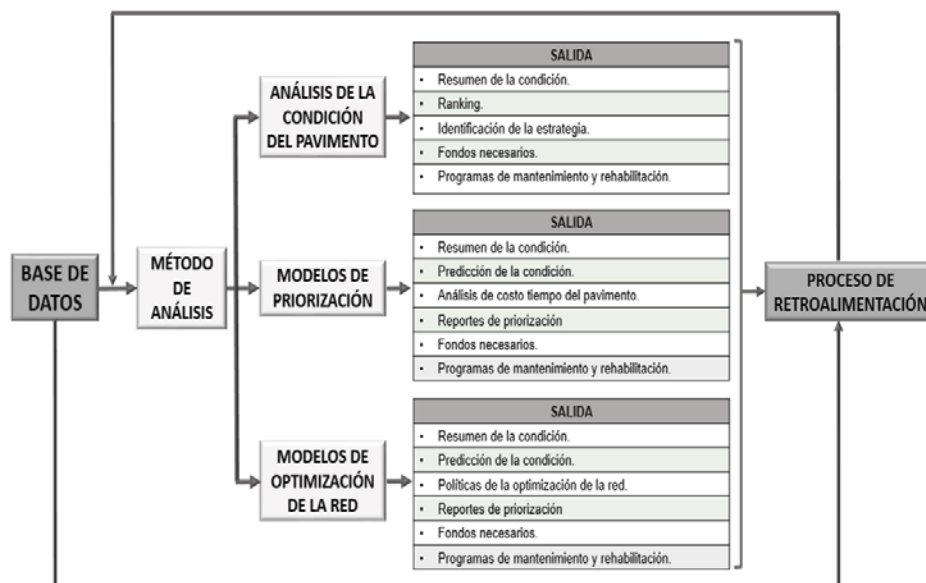 BASE DE
DATOS
MÉTODO
DE
ANÁLISIS
ANÁLISIS DE LA
CONDICIÓN
DEL PAVIMENTO
SALIDA
• Resumen de la condición.
• Ranking.
• Identificación de la estrategia.
• Fondos necesarios.
• Programas de mantenimiento y rehabilitación.
MODELOS DE
PRIORIZACIÓN
SALIDA
• Resumen de la condición.
• Predicción de la condición.
• Análisis de costo tiempo del pavimento.
• Reportes de priorización
• Fondos necesarios.
• Programas de mantenimiento y rehabilitación.
MODELOS DE
OPTIMIZACIÓN
DE LA RED
SALIDA
• Resumen de la condición.
• Predicción de la condición.
• Políticas de la optimización de la red.
• Reportes de priorización
• Fondos necesarios.
• Programas de mantenimiento y rehabilitación.
PROCESO DE
RETROALIMENTACIÓN